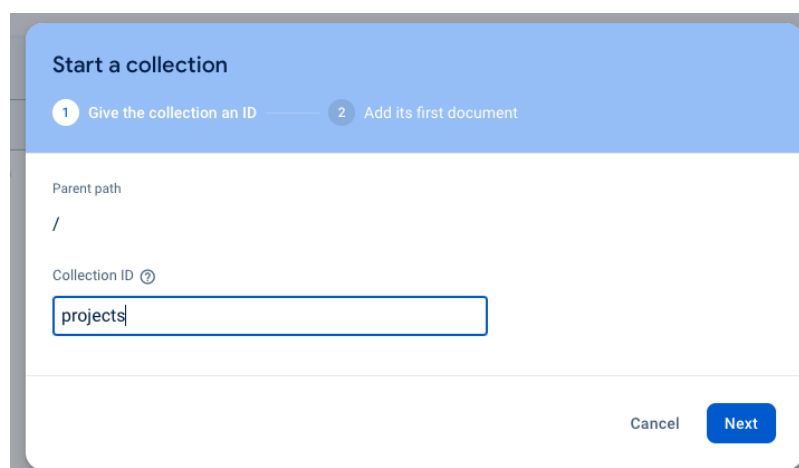 Start a collection
1 Give the collection an ID 2 Add its first document
Parent path
/
Collection ID ?
projects
Cancel Next